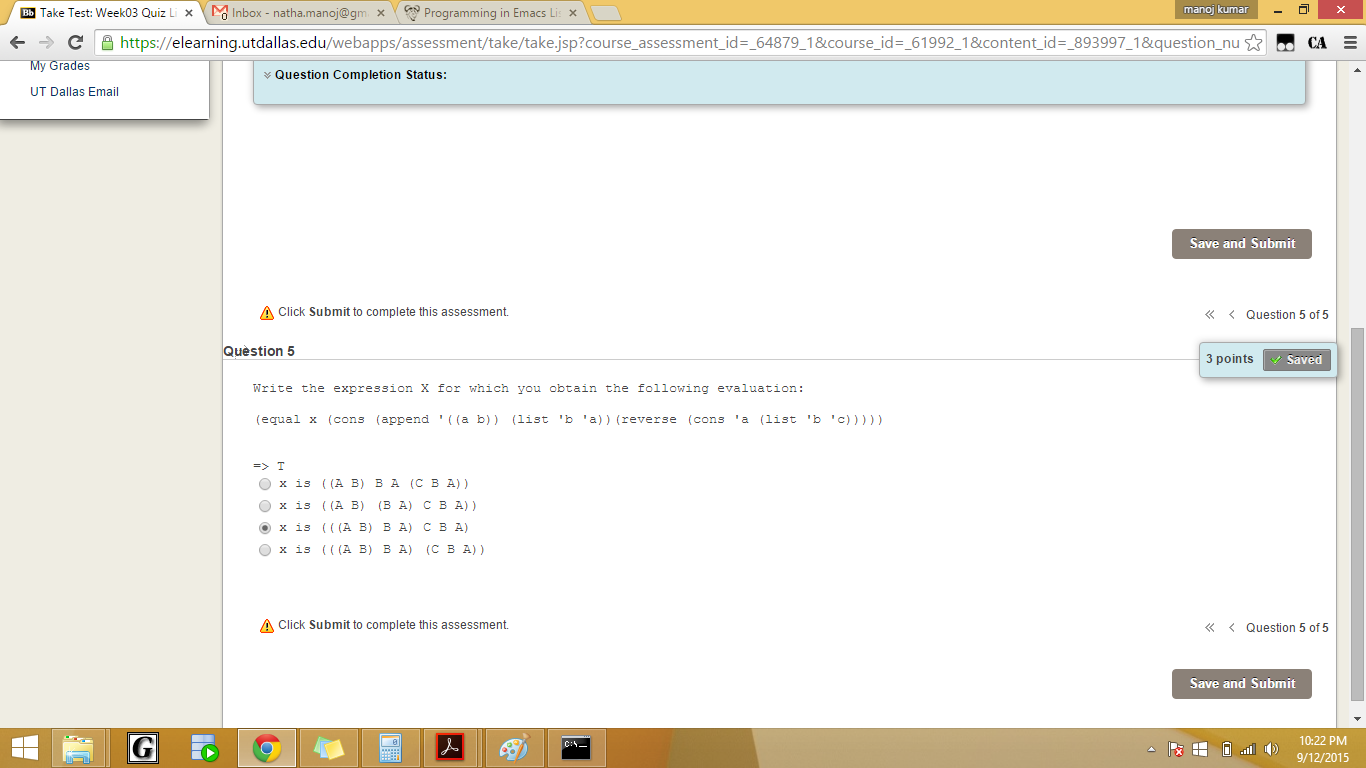 Take Test: Week03 Quiz Li
Inbox - natha.manoj@gm
Programming in Emacs Lis
manoj kumar
https://elearning.utdallas.edu/webapps/assessment/take/take.jsp?course_assessment_id=_64879_1&course_id=_61992_1&content_id=_893997_1&question_nu
CA
My Grades
UT Dallas Email
Question Completion Status:
Save and Submit
Click Submit to complete this assessment.
Question 5 of 5
Question 5
3 points
Saved
Write the expression X for which you obtain the following evaluation:
(equal x (cons (append '((a b)) (list 'b 'a))(reverse (cons 'a (list 'b 'c)))))
=> T
x is ((A B) B A (C B A))
x is ((A B) (B A) C B A))
x is (((A B) B A) C B A)
x is (((A B) B A) (C B A))
Click Submit to complete this assessment.
Question 5 of 5
Save and Submit
10:22 PM
9/12/2015